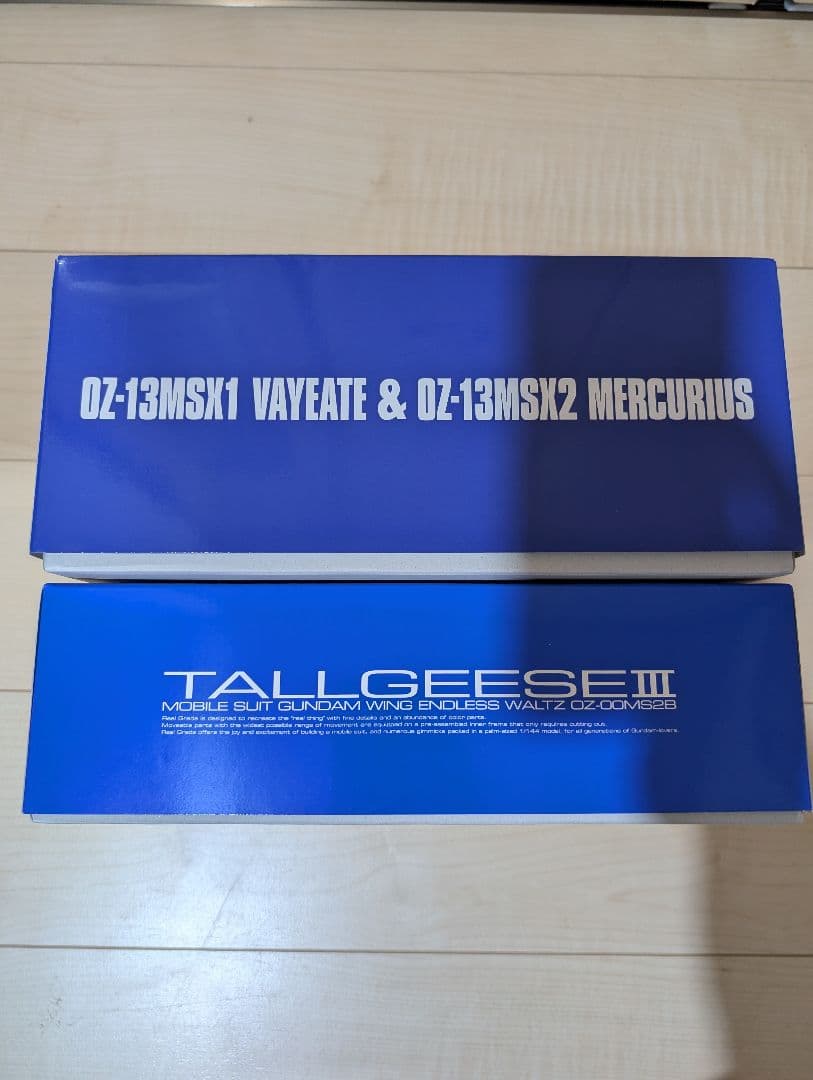 OZ-13MSX1 VAYEATE & OZ-13MSX2 MERCURIUS
TALLGEESE III
MOBILE SUIT GUNDAM WING ENDLESS WALTZ OZ-00MS2B
Real Grade is designed to recreate the "real thing" with fine details and an abundance of color parts.
Moveable parts with the widest possible range of movement are equipped on a pre-assembled inner frame that only requires cutting out.
Real Grade offers the joy and excitement of building a mobile suit, and numerous gimmicks packed in a palm-sized 1/144 model, for all generations of Gundam-lovers.